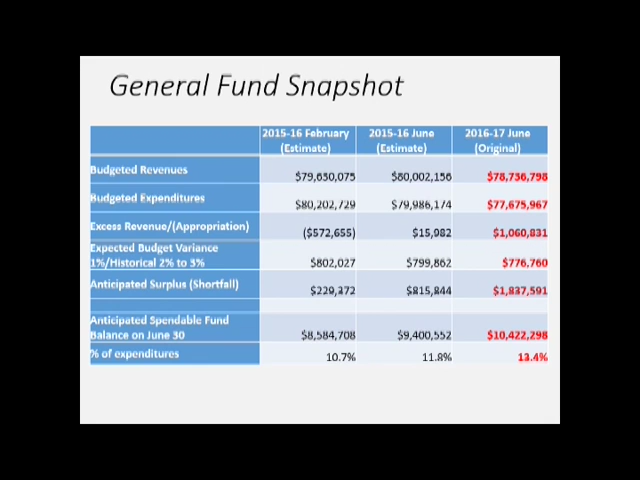 General Fund Snapshot
2015-16 February 2015-16 June 2016-17 June
(Estimate) (Estimate) (Original)
Budgeted Revenues $79,630,075 $80,002,156 $78,736,798
Budgeted Expenditures $80,202,729 $79,986,174 $77,675,967
Excess Revenue/(Appropriation) ($572,655) $15,982 $1,060,831
Expected Budget Variance
1%/Historical 2% to 3% $802,027 $799,862 $776,760
Anticipated Surplus (Shortfall) $229,372 $815,844 $1,837,591
Anticipated Spendable Fund
Balance on June 30 $8,584,708 $9,400,552 $10,422,298
% of expenditures 10.7% 11.8% 13.4%